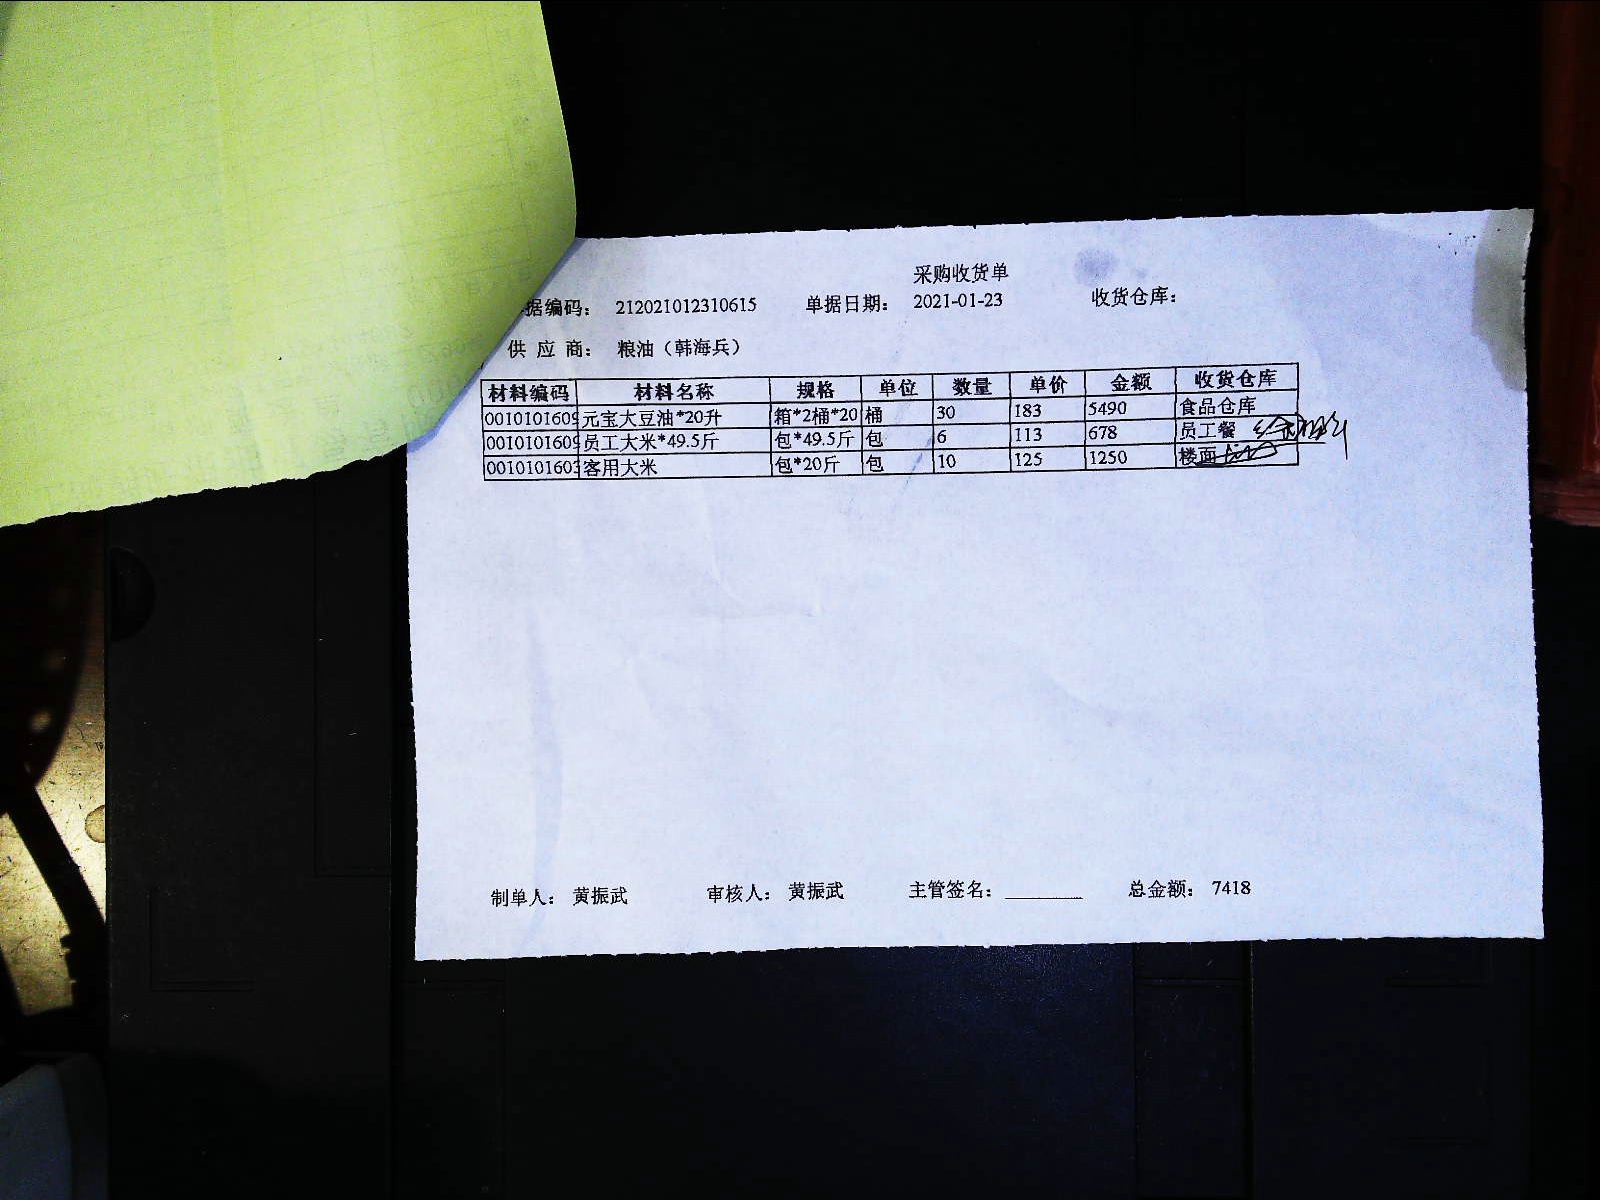 采购收货单
据编码： 212021012310615 单据日期： 2021-01-23 收货仓库：
供 应 商： 粮油（韩海兵）
材料编码 材料名称 规格 单位 数量 单价 金额 收货仓库
0010101609 元宝大豆油*20升 箱*2桶*20 桶 30 183 5490 食品仓库
0010101609 员工大米*49.5斤 包*49.5斤 包 6 113 678 员工餐
0010101603 客用大米 包*20斤 包 10 125 1250 楼面
制单人： 黄振武 审核人： 黄振武 主管签名： 总金额： 7418